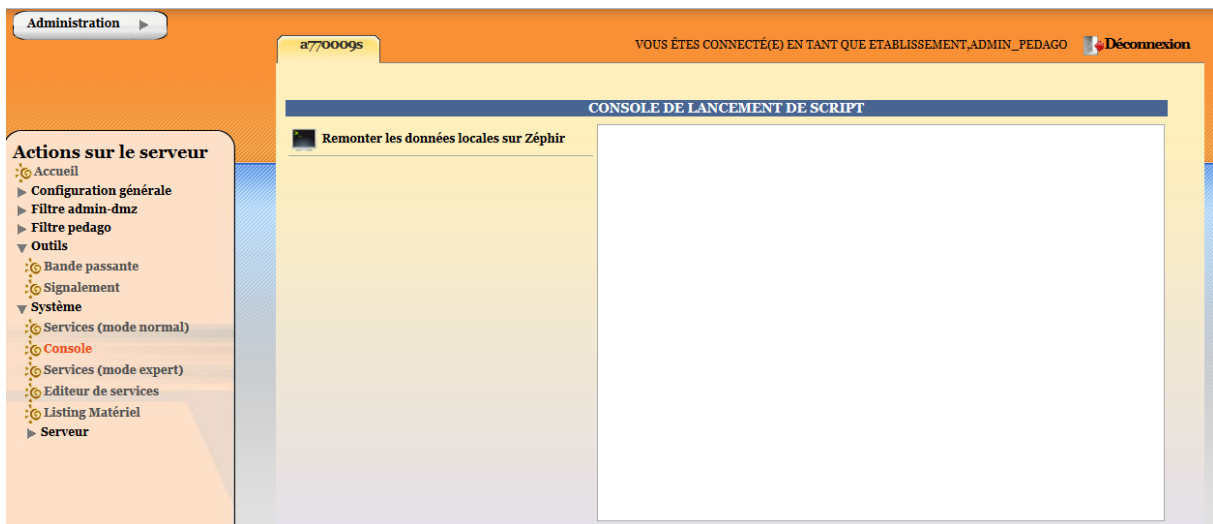 Administration
a770009s
VOUS ÊTES CONNECTÉ(E) EN TANT QUE ETABLISSEMENT,ADMIN_PEDAGO
Déconnexion
CONSOLE DE LANCEMENT DE SCRIPT
Remonter les données locales sur Zéphir
Actions sur le serveur
Accueil
Configuration générale
Filtre admin-dmz
Filtre pedago
Outils
Bande passante
Signalement
Système
Services (mode normal)
Console
Services (mode expert)
Editeur de services
Listing Matériel
Serveur